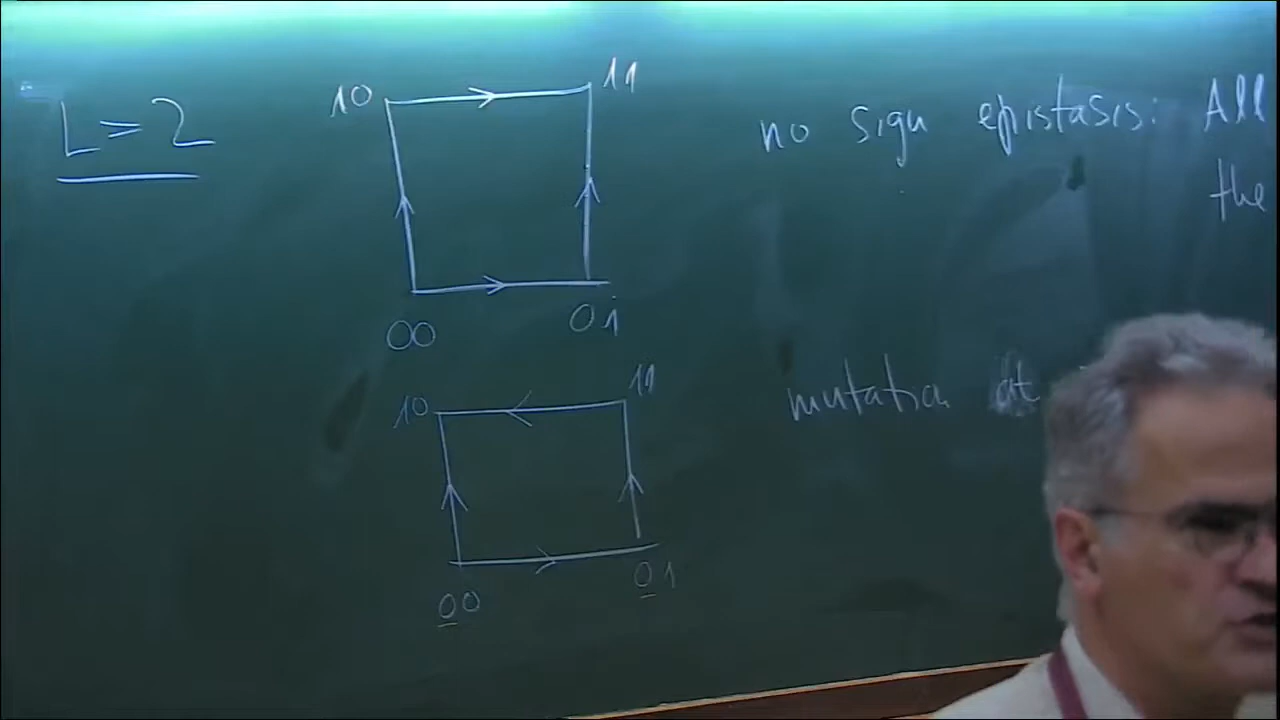 L = 2
10 11
00 01
no sign epistasis: All
the
10 11
00 01
mutation at